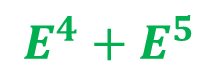 E⁴ + E⁵